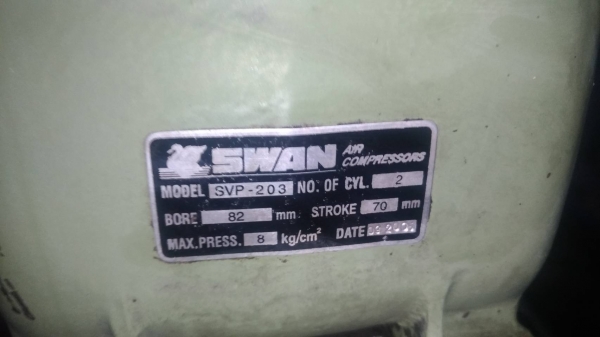 SWAN AIR COMPRESSORS
MODEL SVP-203 NO. OF CYL. 2
BORE 82 mm STROKE 70 mm
MAX. PRESS. 8 kg/cm² DATE